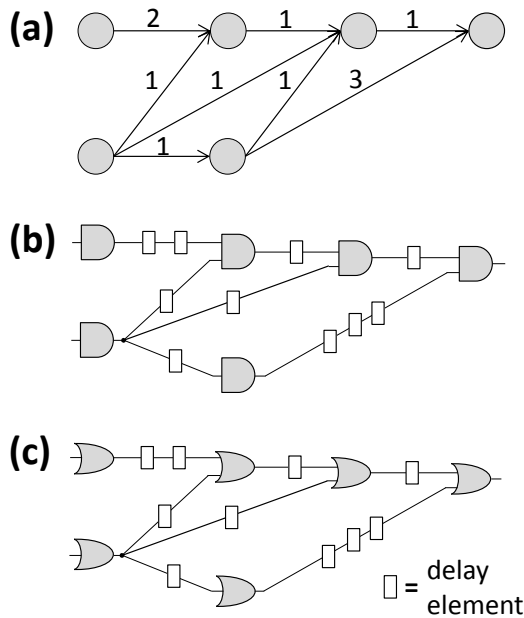 (a)
2 1 1
1 1 1 3
1
(b)
(c)
= delay
element